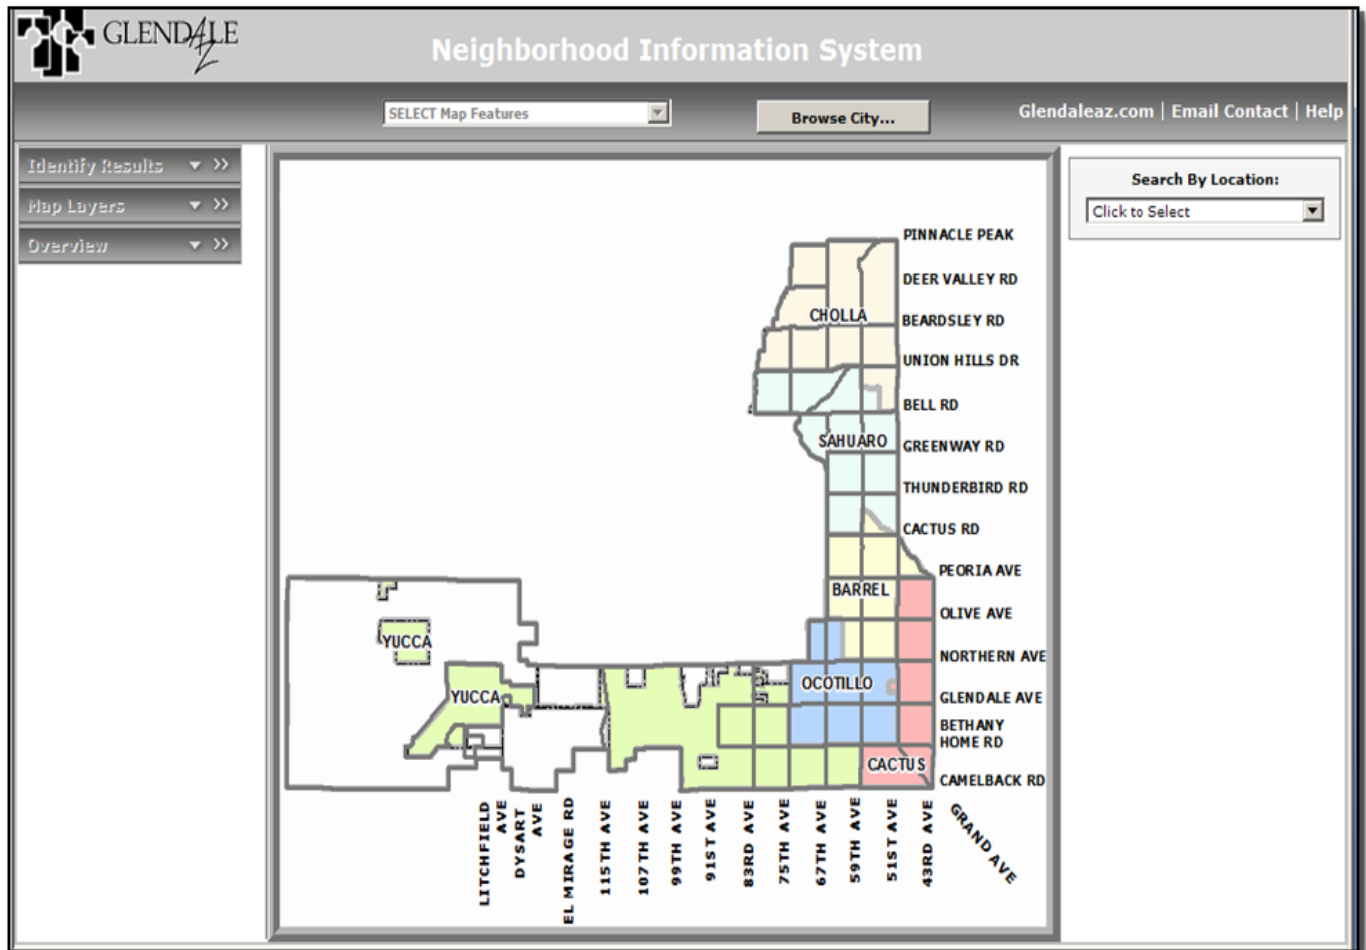 GLENDALE AZ
Neighborhood Information System
SELECT Map Features
Browse City...
Glendaleaz.com | Email Contact | Help
Identify Results
Map Layers
Overview
Search By Location:
Click to Select
PINNACLE PEAK
DEER VALLEY RD
CHOLLA
BEARDSLEY RD
UNION HILLS DR
BELL RD
SAHUARO
GREENWAY RD
THUNDERBIRD RD
CACTUS RD
PEORIA AVE
BARREL
OLIVE AVE
YUCCA
NORTHERN AVE
OCOTILLO
YUCCA
GLENDALE AVE
BETHANY
HOME RD
CACTUS
CAMELBACK RD
LITCHFIELD
AVE
DYSART
AVE
EL MIRAGE RD
115TH AVE
107TH AVE
99TH AVE
91ST AVE
83RD AVE
75TH AVE
67TH AVE
59TH AVE
51ST AVE
43RD AVE
GRAND AVE